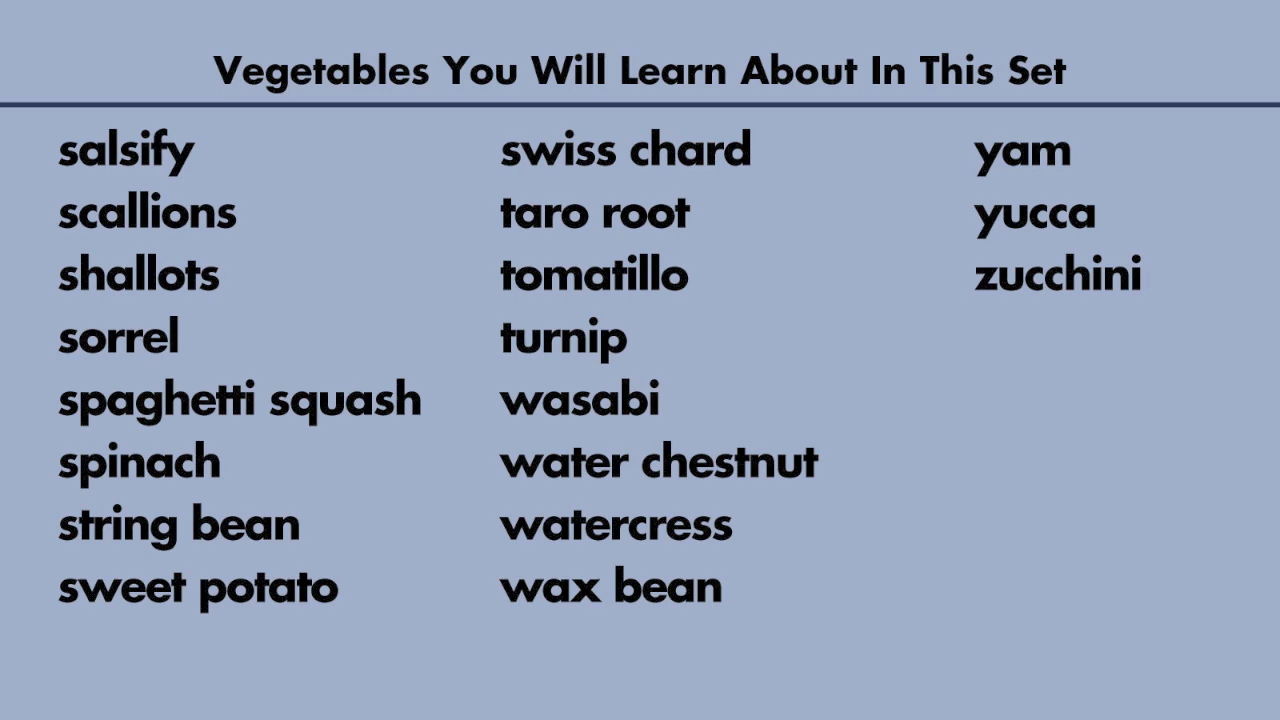 Vegetables You Will Learn About In This Set
salsify
scallions
shallots
sorrel
spaghetti squash
spinach
string bean
sweet potato
swiss chard
taro root
tomatillo
turnip
wasabi
water chestnut
watercress
wax bean
yam
yucca
zucchini